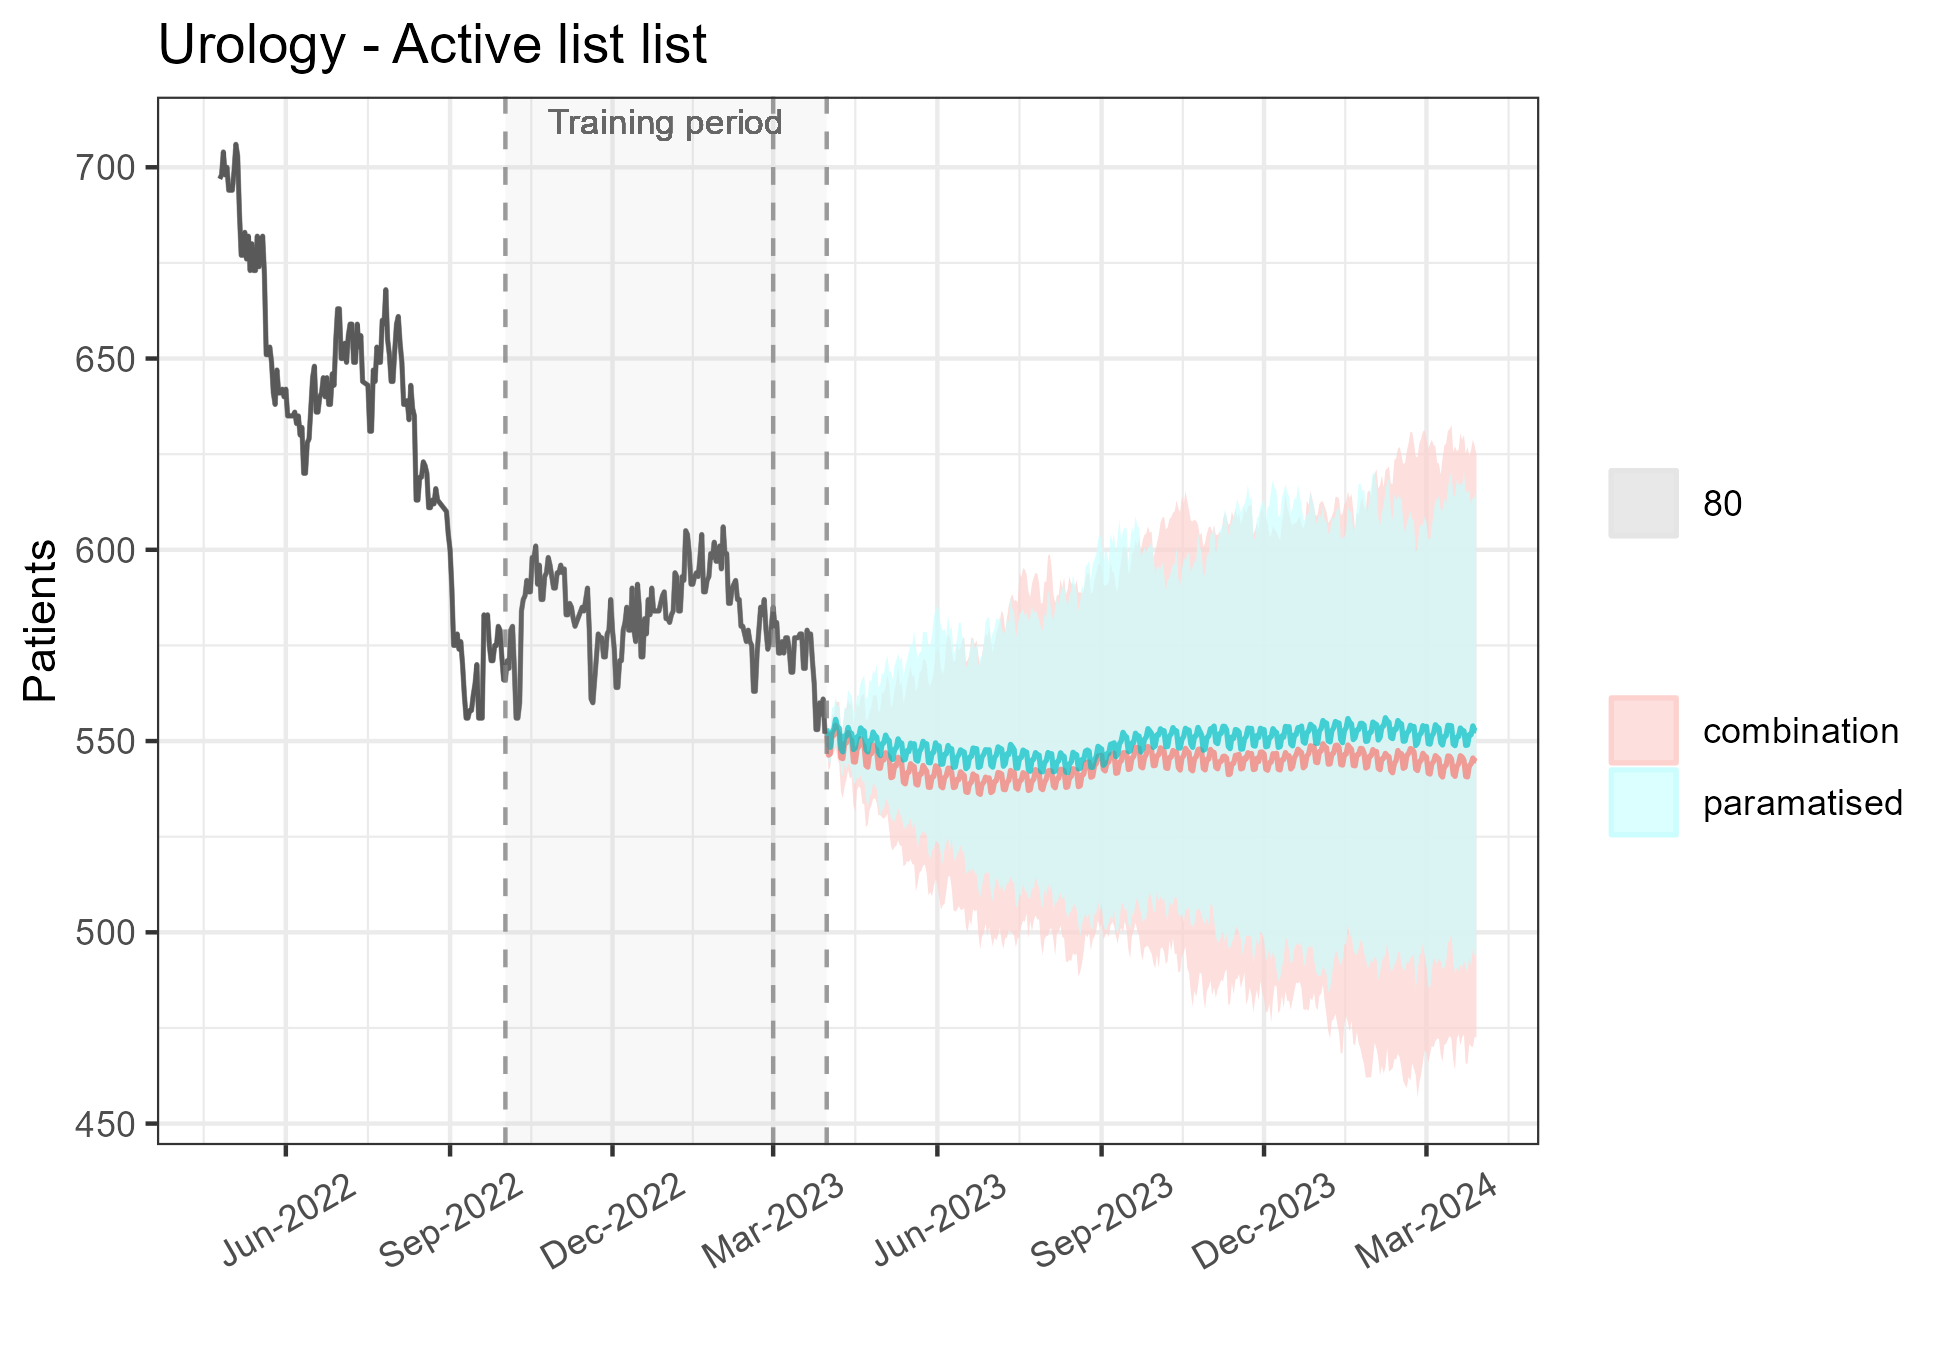 Urology - Active list list
Training period
Patients
700
650
600
550
500
450
Jun-2022
Sep-2022
Dec-2022
Mar-2023
Jun-2023
Sep-2023
Dec-2023
Mar-2024
80
combination
paramatised